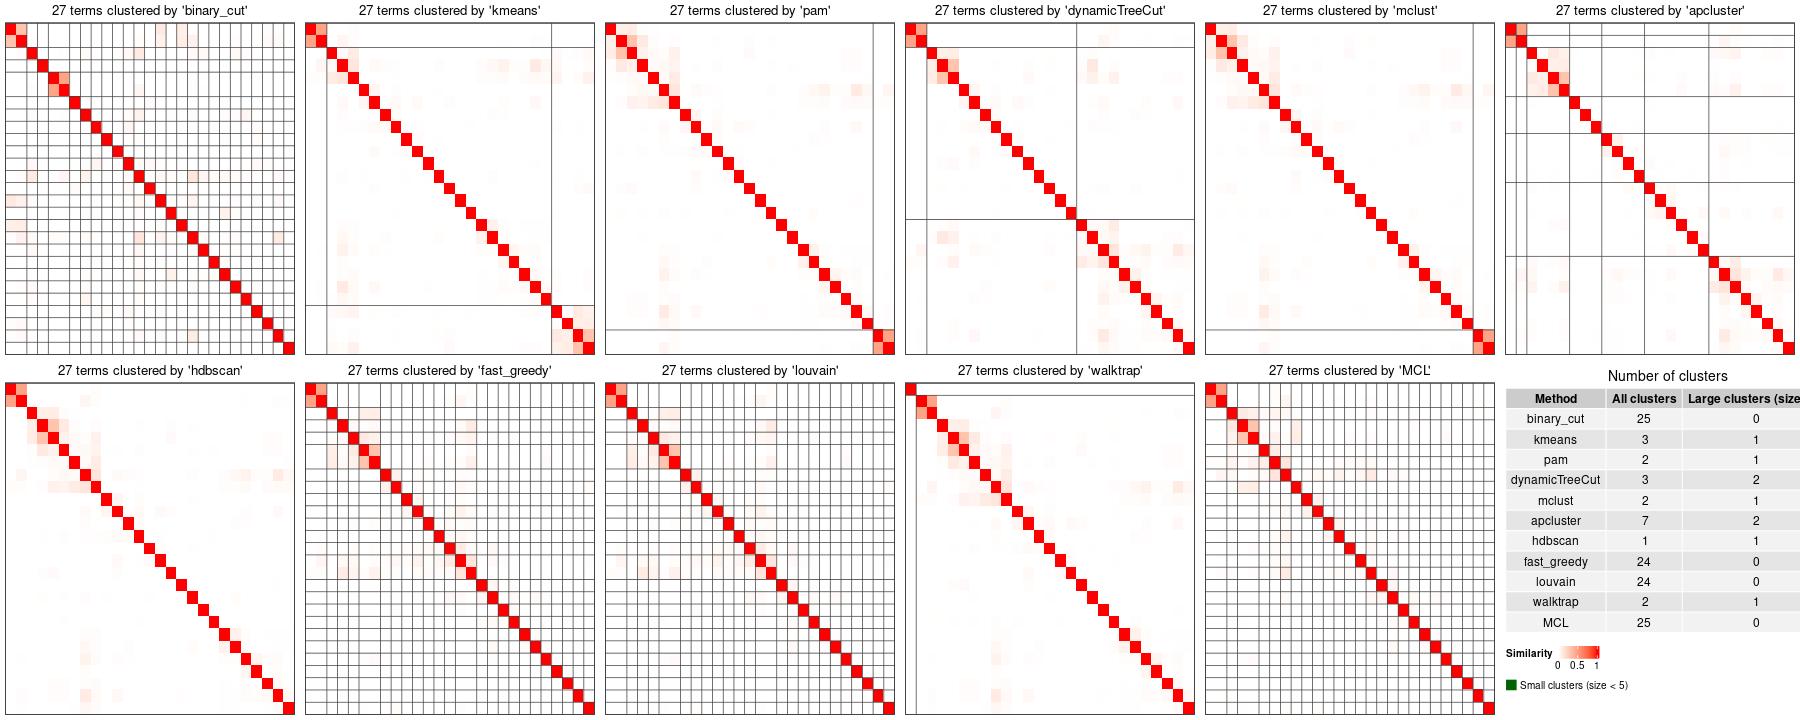 27 terms clustered by 'binary_cut'
27 terms clustered by 'kmeans'
27 terms clustered by 'pam'
27 terms clustered by 'dynamicTreeCut'
27 terms clustered by 'mclust'
27 terms clustered by 'apcluster'
27 terms clustered by 'hdbscan'
27 terms clustered by 'fast_greedy'
27 terms clustered by 'louvain'
27 terms clustered by 'walktrap'
27 terms clustered by 'MCL'
Number of clusters
Method All clusters Large clusters (size
binary_cut 25 0
kmeans 3 1
pam 2 1
dynamicTreeCut 3 2
mclust 2 1
apcluster 7 2
hdbscan 1 1
fast_greedy 24 0
louvain 24 0
walktrap 2 1
MCL 25 0
Similarity
0 0.5 1
Small clusters (size < 5)